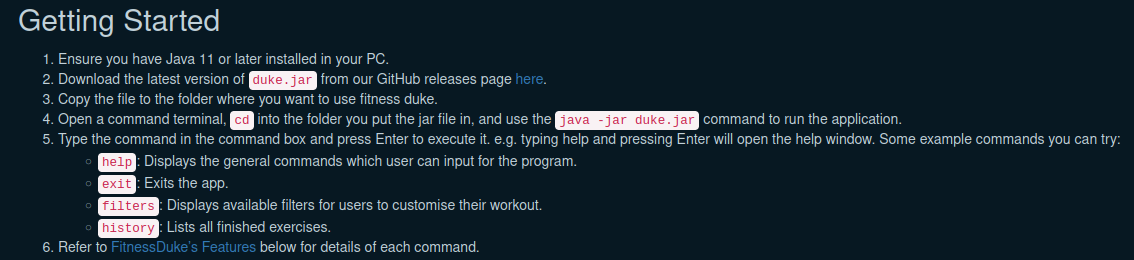 Getting Started
1. Ensure you have Java 11 or later installed in your PC.
2. Download the latest version of duke.jar from our GitHub releases page here.
3. Copy the file to the folder where you want to use fitness duke.
4. Open a command terminal, cd into the folder you put the jar file in, and use the java -jar duke.jar command to run the application.
5. Type the command in the command box and press Enter to execute it. e.g. typing help and pressing Enter will open the help window. Some example commands you can try:
help: Displays the general commands which user can input for the program.
exit: Exits the app.
filters: Displays available filters for users to customise their workout.
history: Lists all finished exercises.
6. Refer to FitnessDuke's Features below for details of each command.